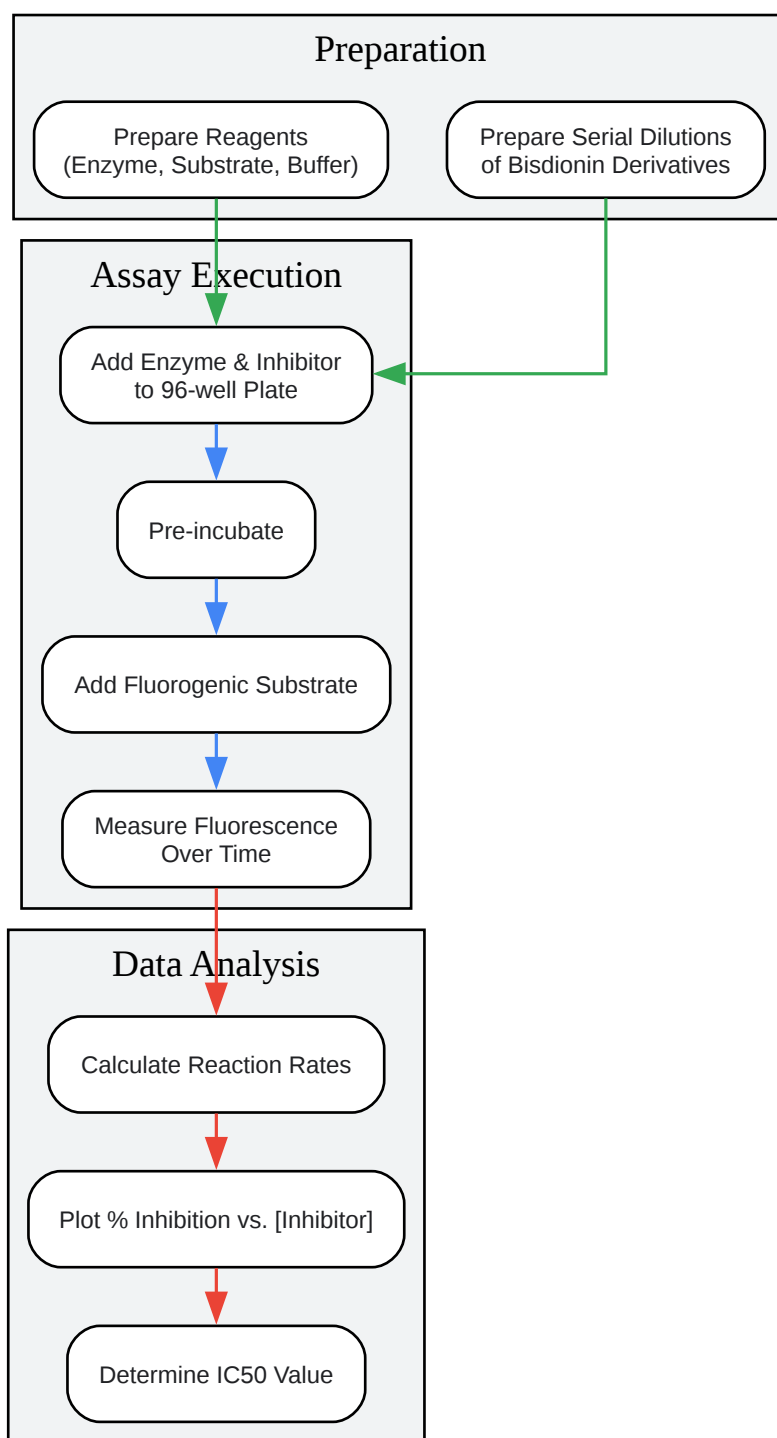 Preparation
Prepare Reagents
(Enzyme, Substrate, Buffer)
Prepare Serial Dilutions
of Bisdionin Derivatives
Assay Execution
Add Enzyme & Inhibitor
to 96-well Plate
Pre-incubate
Add Fluorogenic Substrate
Measure Fluorescence
Over Time
Data Analysis
Calculate Reaction Rates
Plot % Inhibition vs. [Inhibitor]
Determine IC50 Value